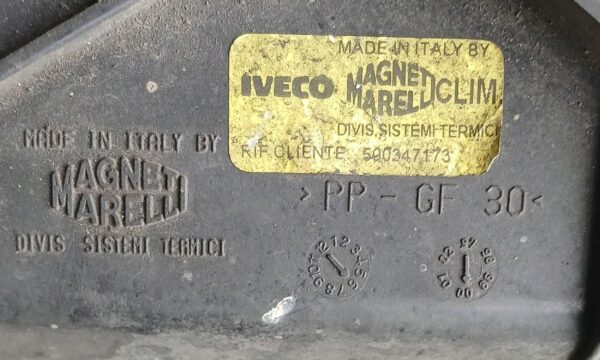 MADE IN ITALY BY
IVECO MAGNETI MARELLI CLIM.
DIVIS.SISTEMI TERMICI
RIF.CLIENTE 500347173
MADE IN ITALY BY
MAGNETI
MARELLI
DIVIS SISTEMI TERMICI
>PP-GF 30<